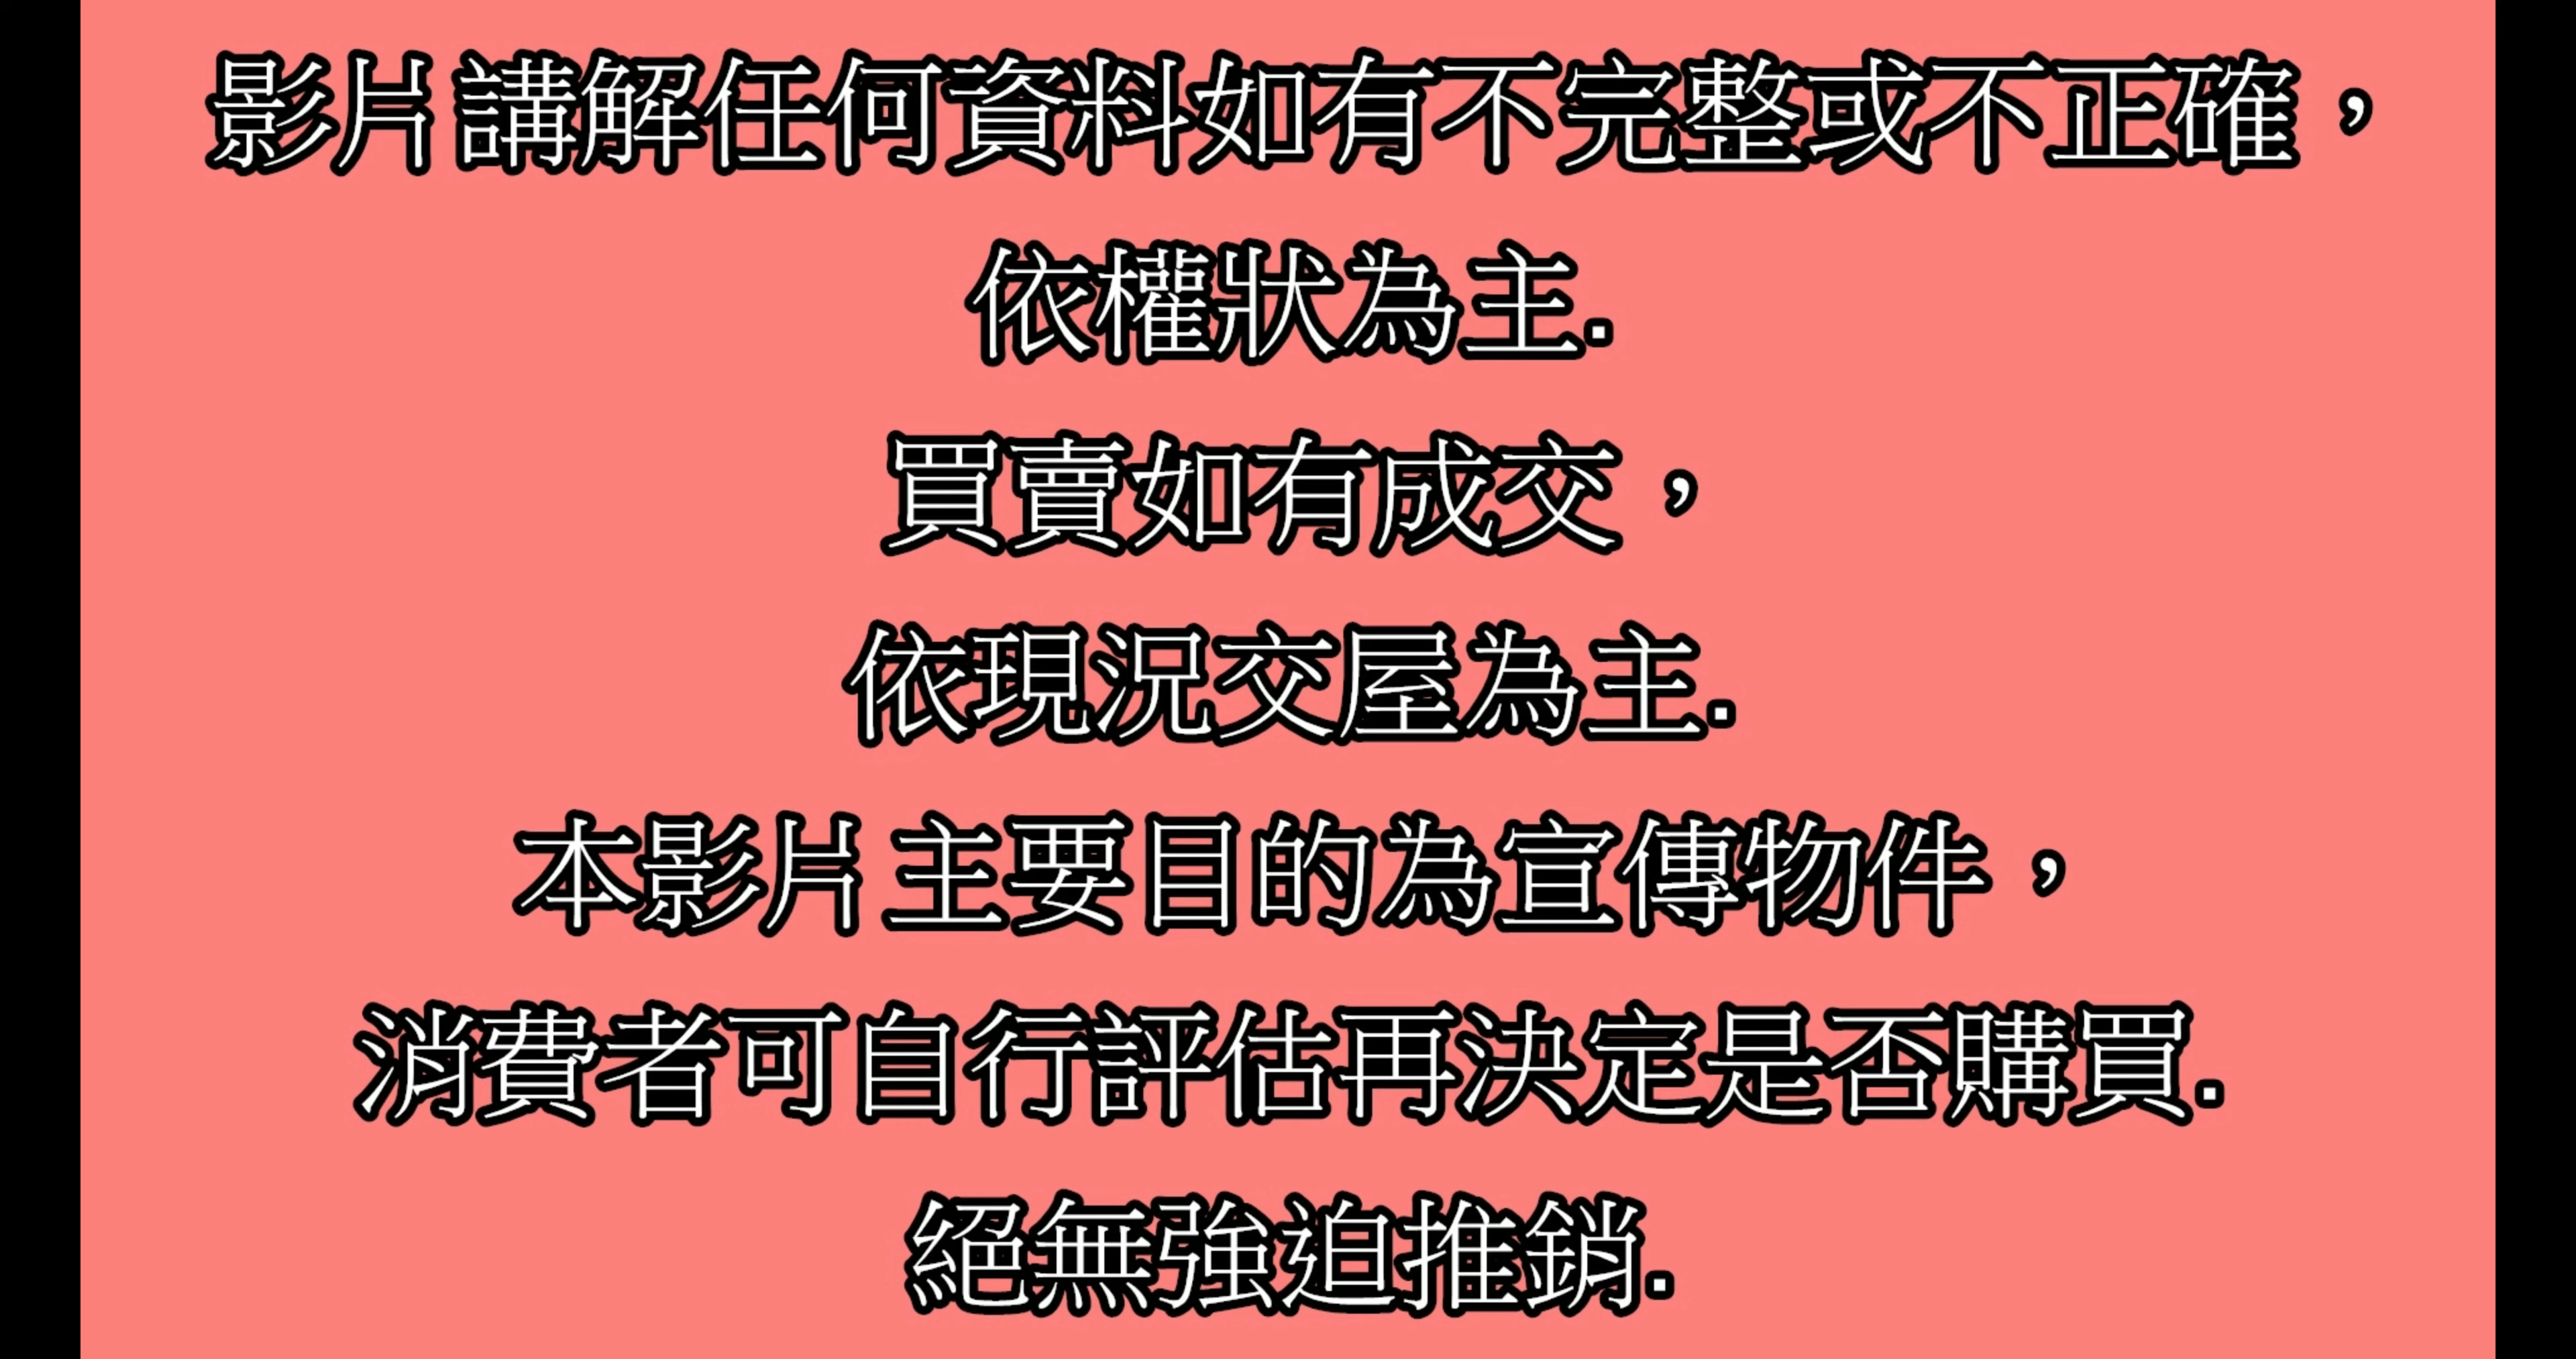 影片講解任何資料如有不完整或不正確，
依權狀為主.
買賣如有成交，
依現況交屋為主.
本影片主要目的為宣傳物件，
消費者可自行評估再決定是否購買.
絕無強迫推銷.